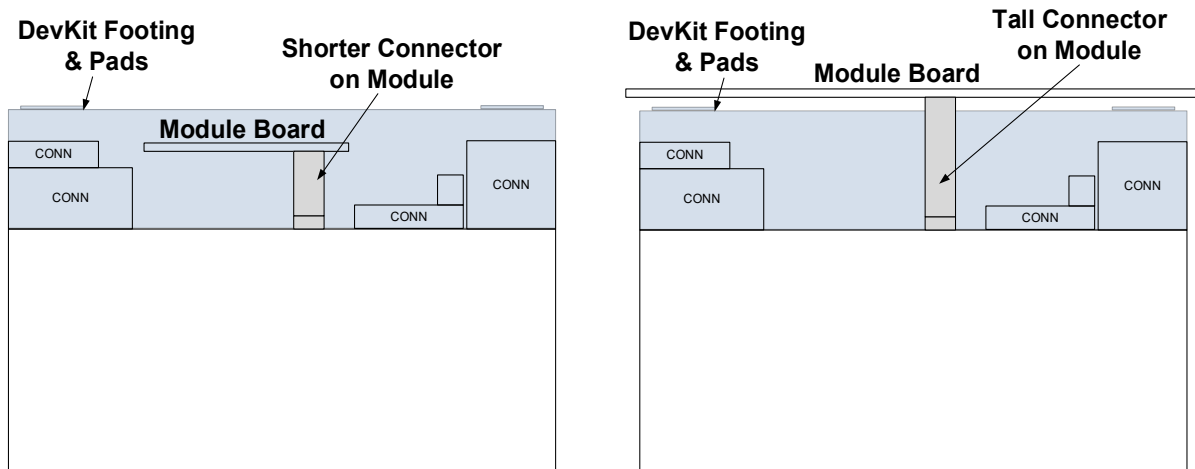 DevKit Footing
& Pads
Shorter Connector
on Module
Module Board
CONN
CONN
CONN
CONN
DevKit Footing
& Pads
Tall Connector
on Module
Module Board
CONN
CONN
CONN
CONN